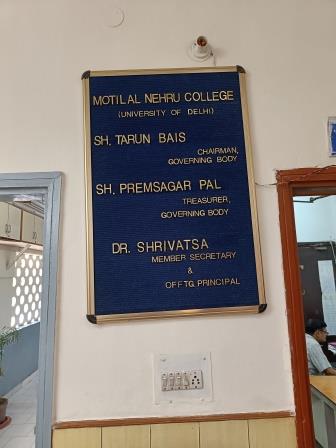 MOTILAL NEHRU COLLEGE
(UNIVERSITY OF DELHI)
SH. TARUN BAIS
CHAIRMAN,
GOVERNING BODY
SH. PREMSAGAR PAL
TREASURER,
GOVERNING BODY
DR. SHRIVATSA
MEMBER SECRETARY
&
OFFTG. PRINCIPAL